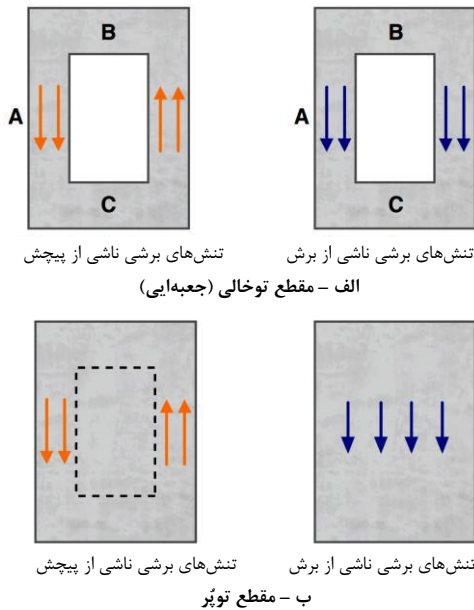 B
B
A
A
C
C
تنش‌های برشی ناشی از برش
تنش‌های برشی ناشی از پیچش
الف – مقطع توخالی (جعبه‌ایی)
تنش‌های برشی ناشی از برش
تنش‌های برشی ناشی از پیچش
ب – مقطع توپُر